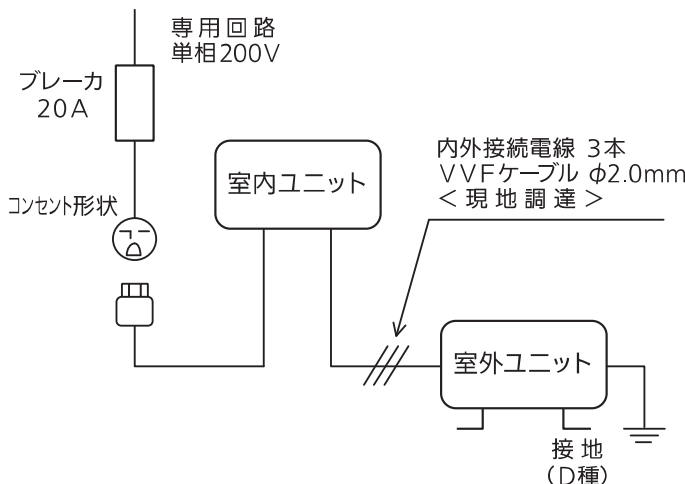 専用回路
単相200V
ブレーカ
20A
コンセント形状
室内ユニット
内外接続電線 3本
VVFケーブル φ2.0mm
<現地調達>
室外ユニット
接地
(D種)